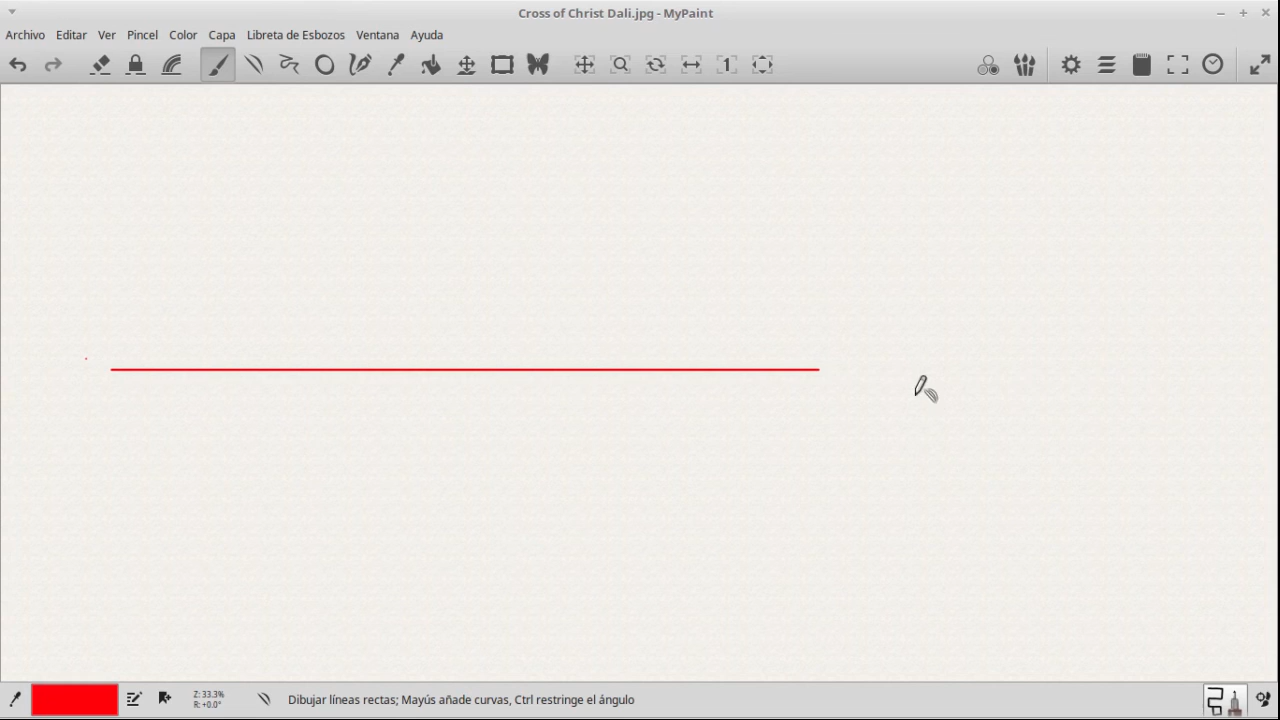 Cross of Christ Dali.jpg - MyPaint
Archivo Editar Ver Pincel Color Capa Libreta de Esbozos Ventana Ayuda
1
Z: 33.3%
R: +0.0°
Dibujar líneas rectas; Mayús añade curvas, Ctrl restringe el ángulo